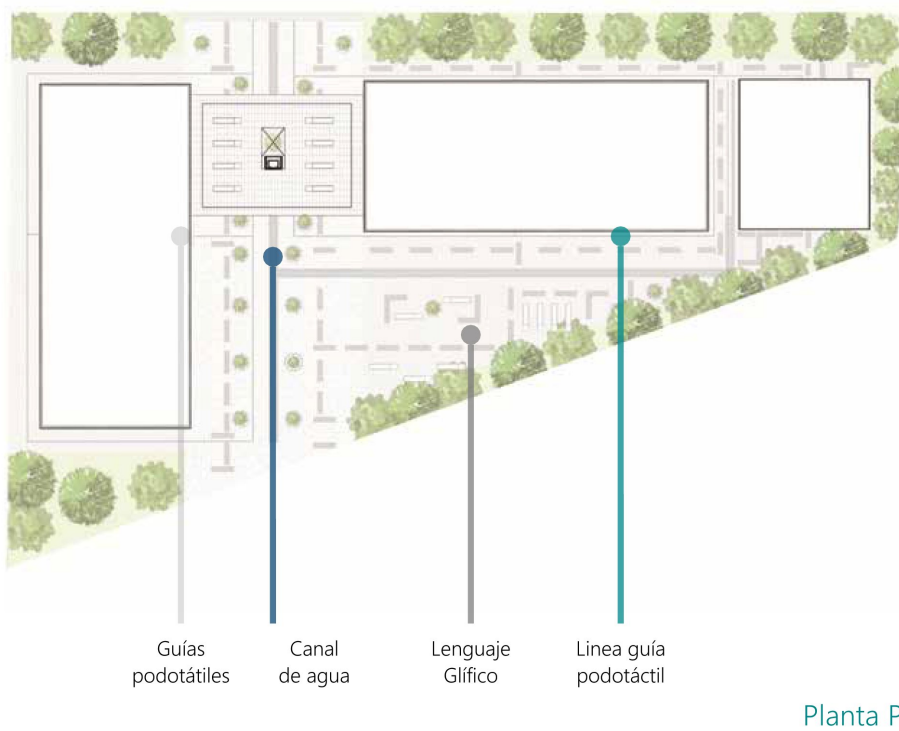 Guías
podotátiles
Canal
de agua
Lenguaje
Glífico
Linea guía
podotáctil
Planta P